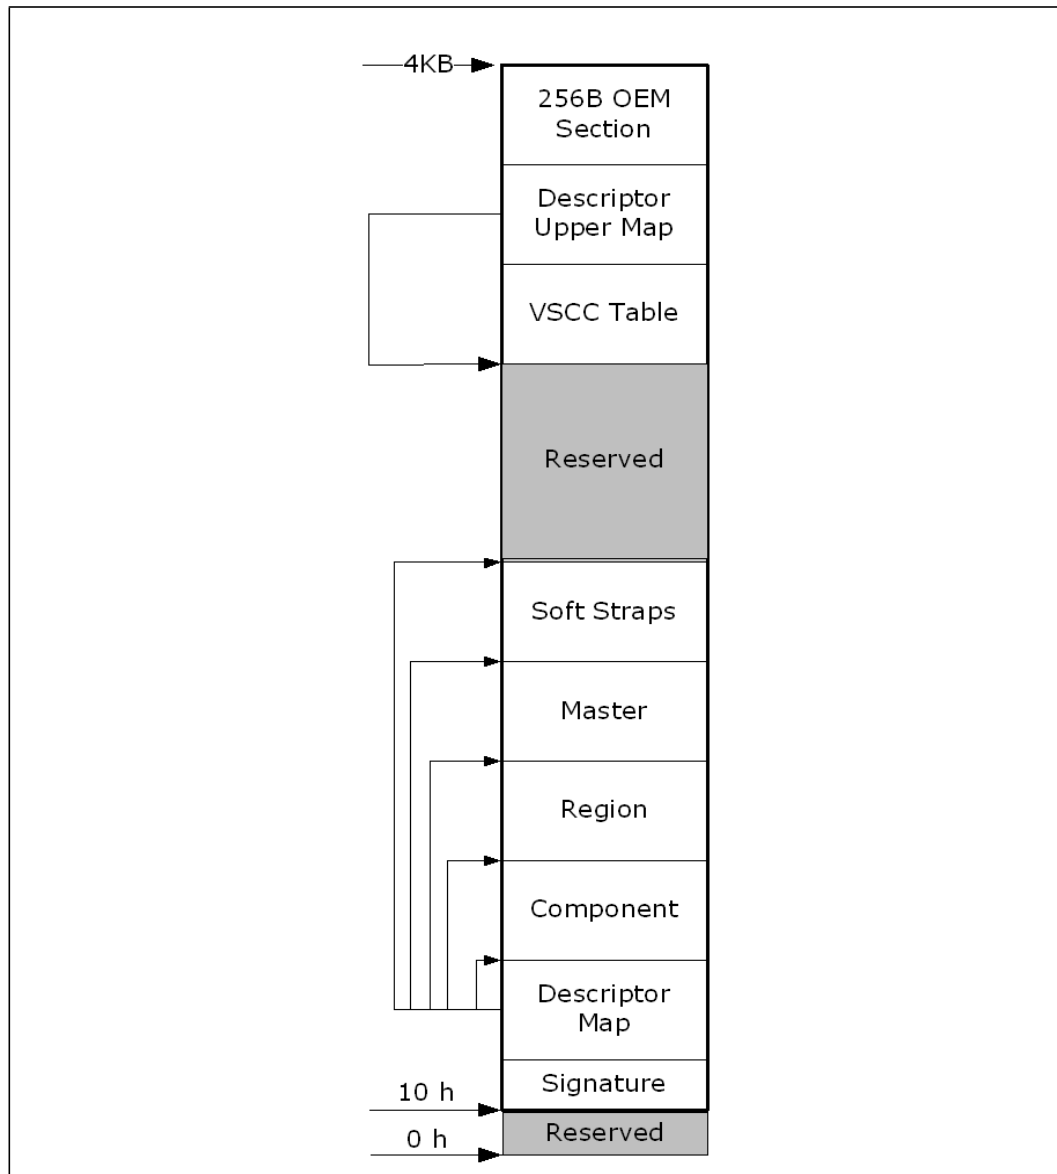 4KB
256B OEM
Section
Descriptor
Upper Map
VSCC Table
Reserved
Soft Straps
Master
Region
Component
Descriptor
Map
Signature
10 h
Reserved
0 h